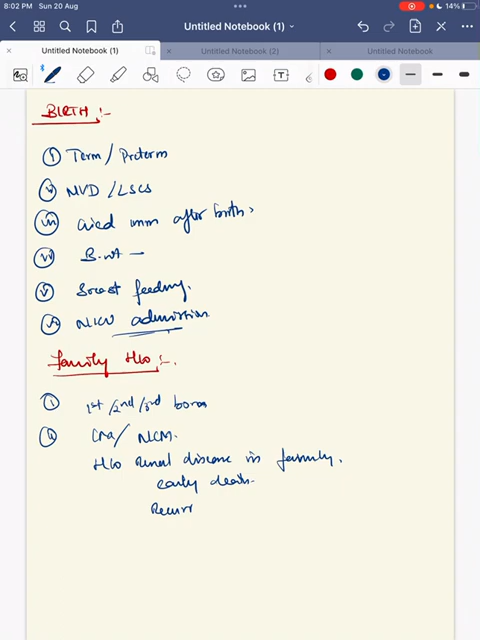 8:02 PM Sun 20 Aug
14%
Untitled Notebook (1)
Untitled Notebook (1)
Untitled Notebook (2)
Untitled Notebook
BIRTH :-
(i) Term / Preterm
(ii) NVD / LSCS
(iii) cried imm after birth
(iv) B.wt —
(v) Breast feeding.
(vi) NICU admission
family H/o :-
(i) 1st/2nd/3rd born
(ii) CM/ NCM.
H/o Renal disease in family.
early death.
Recurr